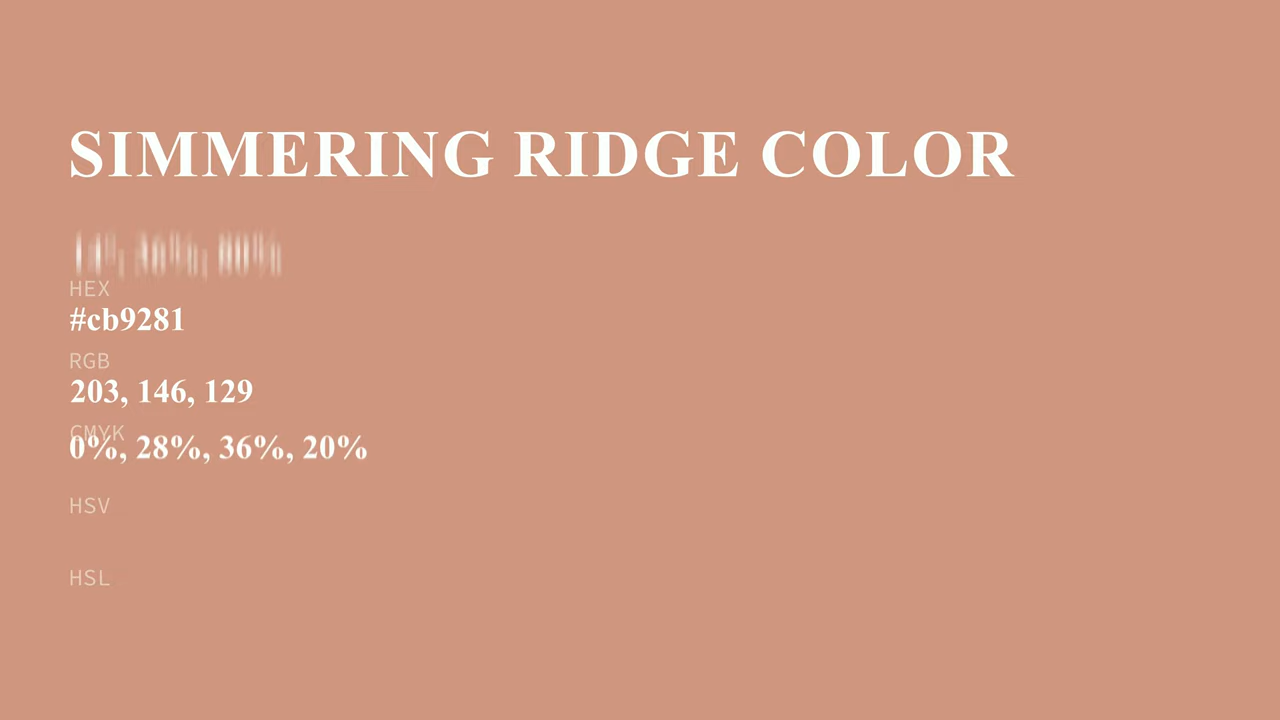 SIMMERING RIDGE COLOR
HEX
#cb9281
RGB
203, 146, 129
CMYK
0%, 28%, 36%, 20%
HSV
HSL